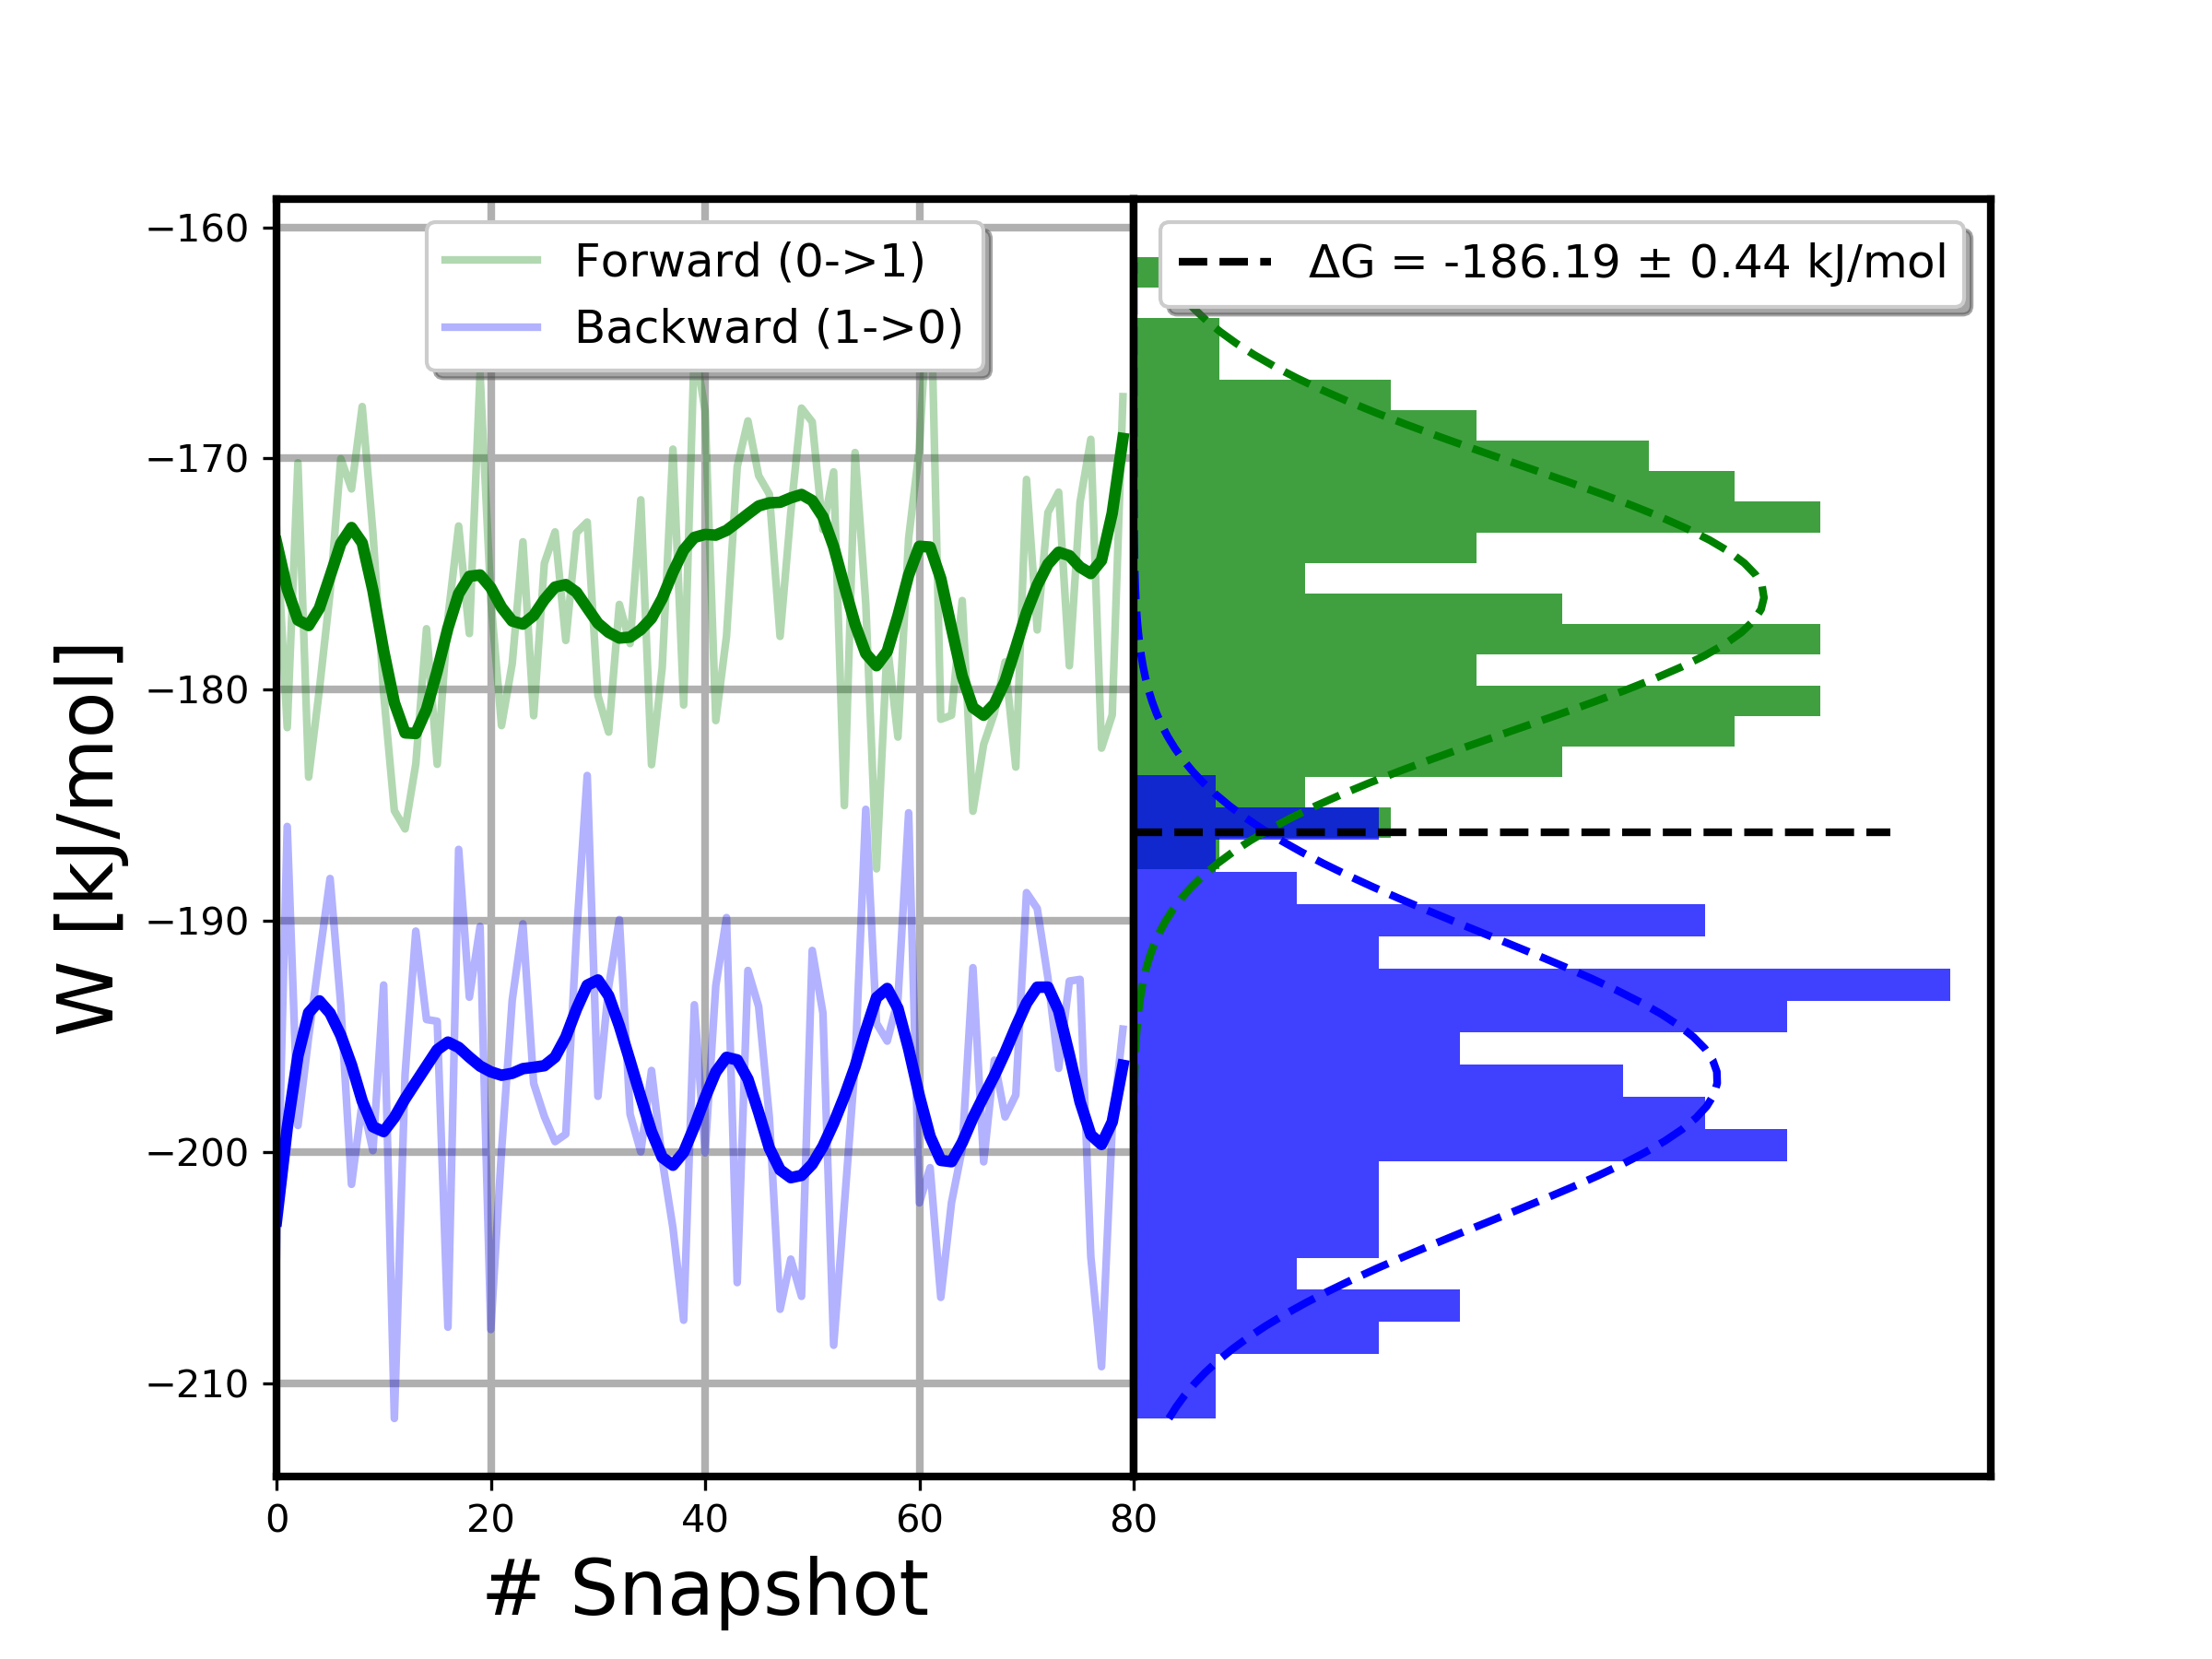 Forward (0->1)
Backward (1->0)
ΔG = -186.19 ± 0.44 kJ/mol
W [kJ/mol]
−160
−170
−180
−190
−200
−210
0 20 40 60 80
# Snapshot